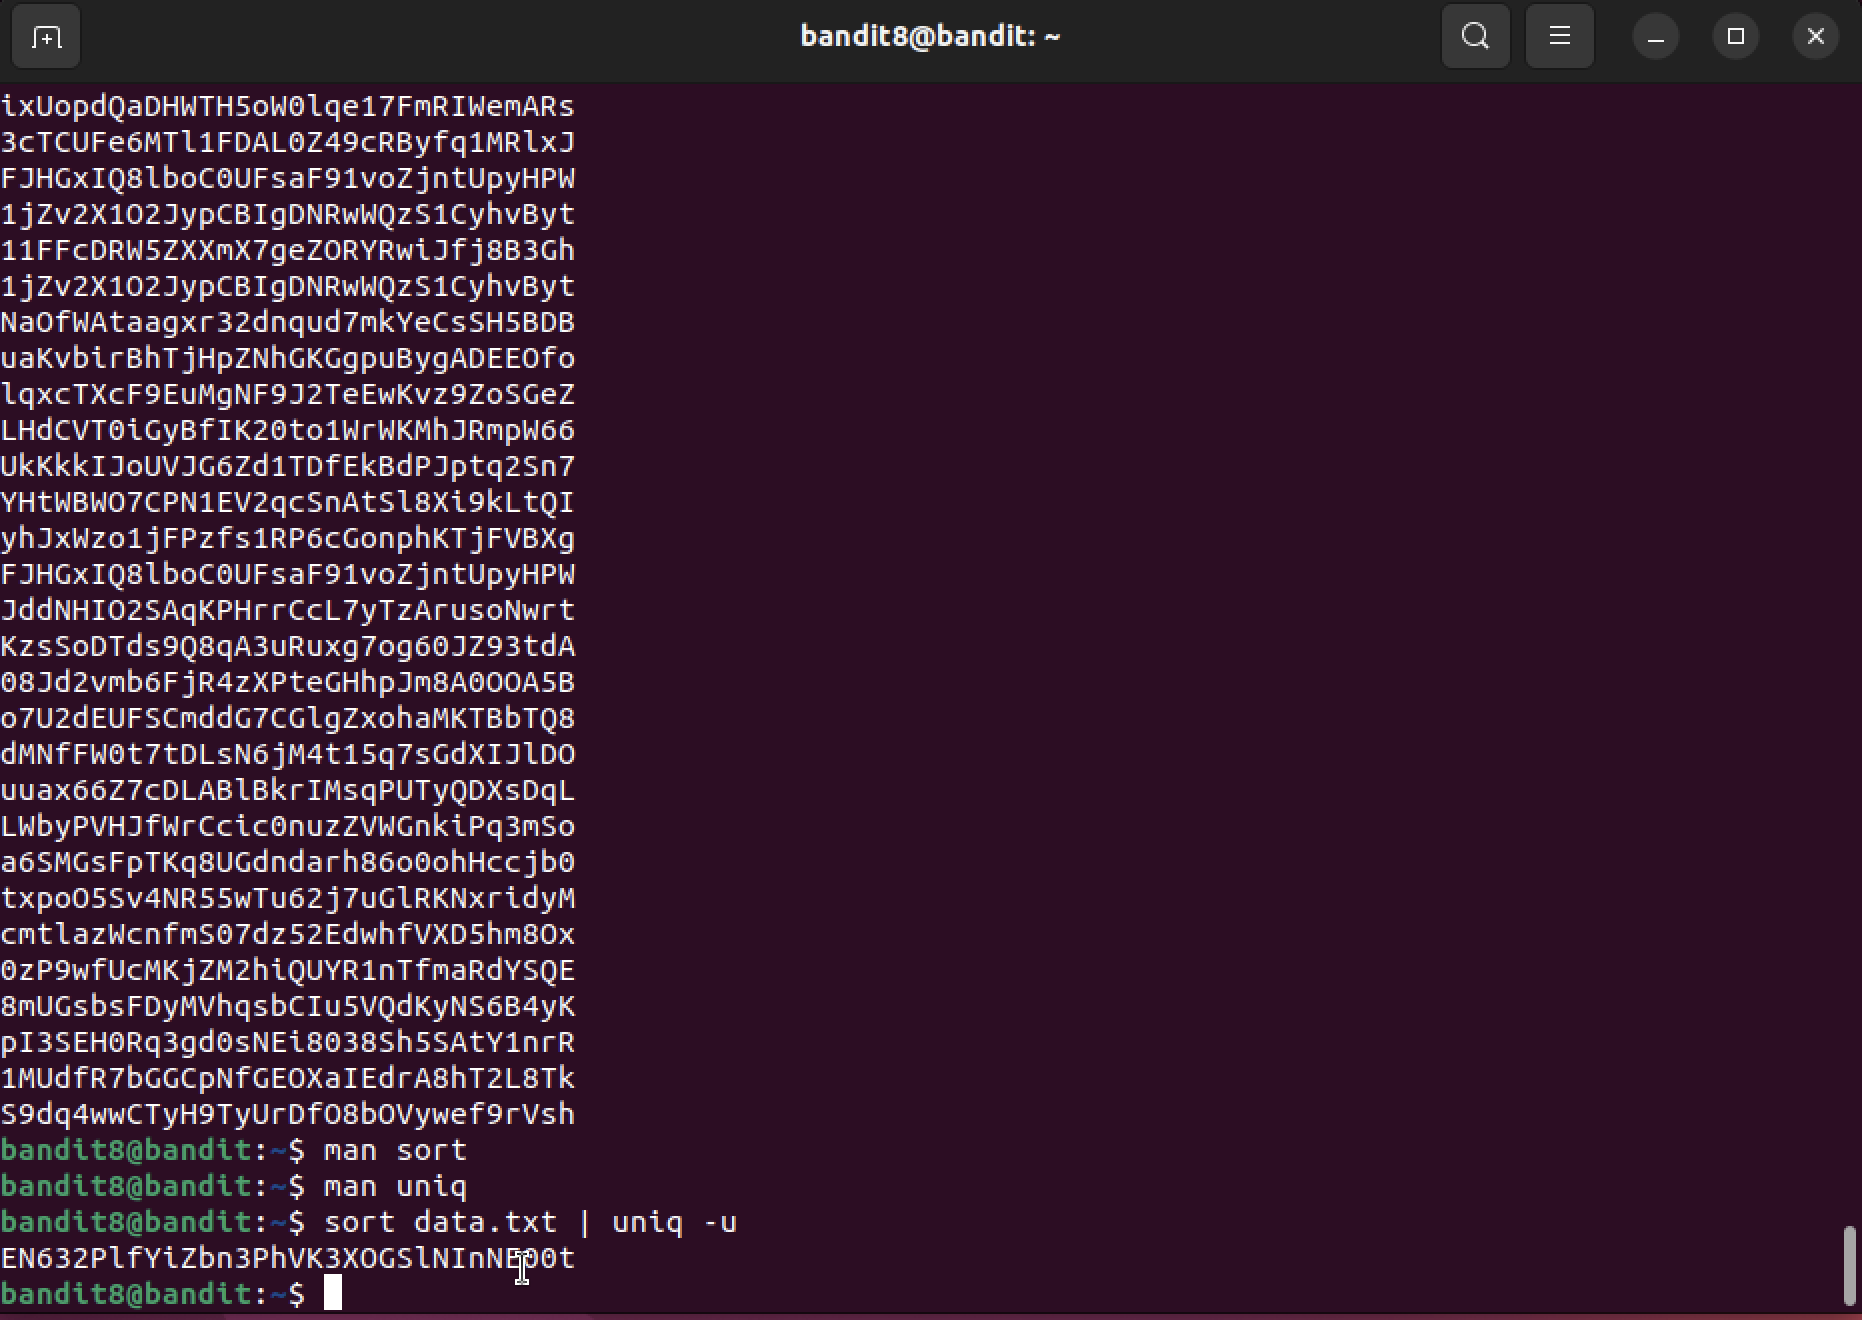 bandit8@bandit: ~
ixUopdQaDHWTH5oW0lqe17FmRIWemARs
3cTCUFe6MTl1FDAL0Z49cRByfq1MRlxJ
FJHGxIQ8lboC0UFsaF91voZjntUpyHPW
1jZv2X1O2JypCBIgDNRwWQzS1CyhvByt
11FFcDRW5ZXXmX7geZORYRwiJfj8B3Gh
1jZv2X1O2JypCBIgDNRwWQzS1CyhvByt
NaOfWAtaagxr32dnqud7mkYeCsSH5BDB
uaKvbirBhTjHpZNhGKGgpuBygADEEOfo
lqxcTXcF9EuMgNF9J2TeEwKvz9ZoSGeZ
LHdCVT0iGyBfIK20to1WrWKMhJRmpW66
UkKkkIJoUVJG6Zd1TDfEkBdPJptq2Sn7
YHtWBWO7CPN1EV2qcSnAtSl8Xi9kLtQI
yhJxWzo1jFPzfs1RP6cGonphKTjFVBXg
FJHGxIQ8lboC0UFsaF91voZjntUpyHPW
JddNHIO2SAqKPHrrCcL7yTzArusoNwrt
KzsSoDTds9Q8qA3uRuxg7og60JZ93tdA
08Jd2vmb6FjR4zXPteGHhpJm8A0OOA5B
o7U2dEUFSCmddG7CGlgZxohaMKTBbTQ8
dMNfFW0t7tDLsN6jM4t15q7sGdXIJlDO
uuax66Z7cDLABlBkrIMsqPUTyQDXsDqL
LWbyPVHJfWrCcic0nuzZVWGnkiPq3mSo
a6SMGsFpTKq8UGdndarh86o0ohHccjb0
txpoO5Sv4NR55wTu62j7uGlRKNxridyM
cmtlazWcnfmS07dz52EdwhfVXD5hm8Ox
0zP9wfUcMKjZM2hiQUYR1nTfmaRdYSQE
8mUGsbsFDyMVhqsbCIu5VQdKyNS6B4yK
pI3SEH0Rq3gd0sNEi8038Sh5SAtY1nrR
1MUdfR7bGGCpNfGEOXaIEdrA8hT2L8Tk
S9dq4wwCTyH9TyUrDfO8bOVywef9rVsh
bandit8@bandit:~$ man sort
bandit8@bandit:~$ man uniq
bandit8@bandit:~$ sort data.txt | uniq -u
EN632PlfYiZbn3PhVK3XOGSlNInNE00t
bandit8@bandit:~$